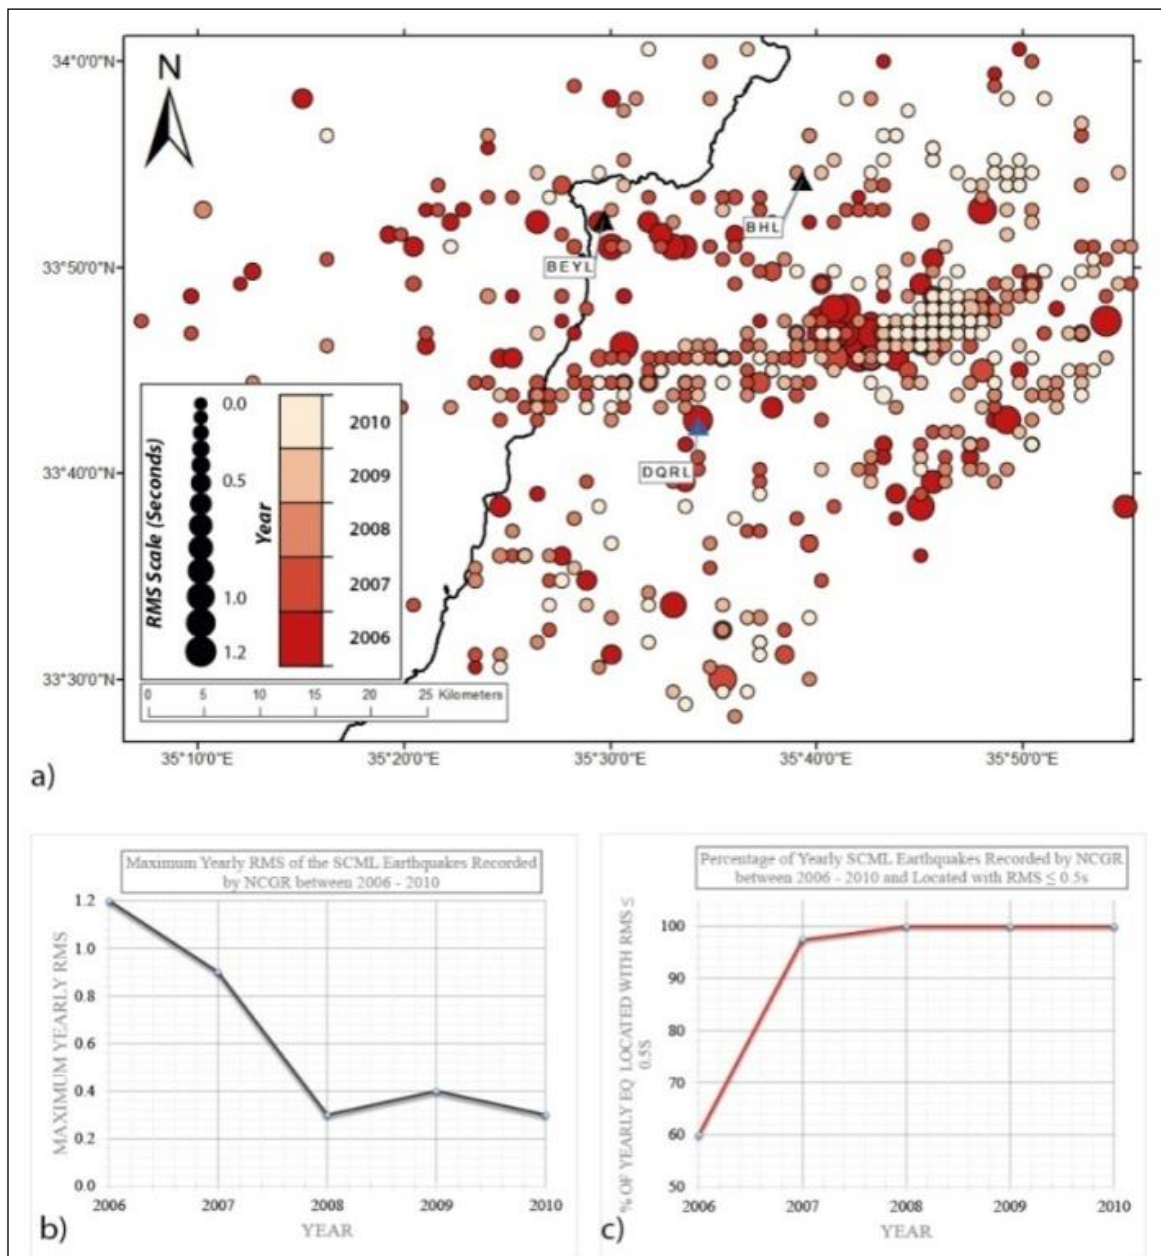 34°0'0"N
N
BHL
33°50'0"N
BEYL
0.0
2010
0.5
2009
DQRL
33°40'0"N
RMS Scale (Seconds)
Year
2008
1.0
2007
2006
1.2
33°30'0"N
0 5 10 15 20 25 Kilometers
35°10'0"E 35°20'0"E 35°30'0"E 35°40'0"E 35°50'0"E
a)
Maximum Yearly RMS of the SCML Earthquakes Recorded
by NCGR between 2006 - 2010
1.2
1.0
0.8
0.6
0.4
0.2
0.0
MAXIMUM YEARLY RMS
2006 2007 2008 2009 2010
YEAR
b)
Percentage of Yearly SCML Earthquakes Recorded by NCGR
between 2006 - 2010 and Located with RMS ≤ 0.5s
% OF YEARLY EQ LOCATED WITH RMS ≤
0.5S
100
90
80
70
60
50
2006 2007 2008 2009 2010
YEAR
c)